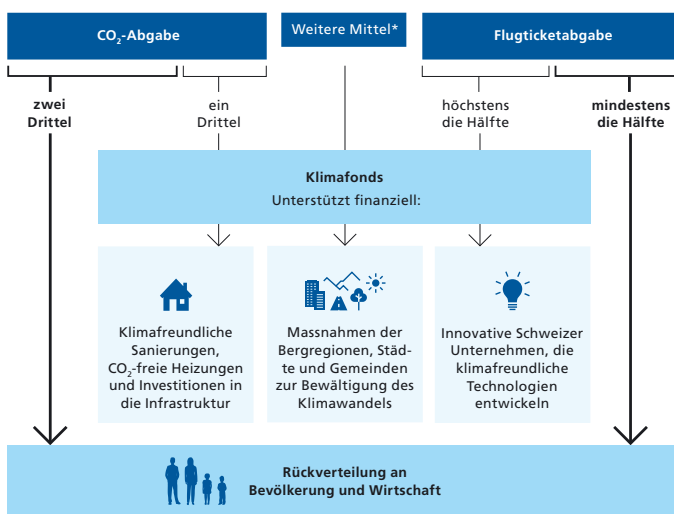 CO₂-Abgabe
Weitere Mittel*
Flugticketabgabe
zwei
Drittel
ein
Drittel
höchstens
die Hälfte
mindestens
die Hälfte
Klimafonds
Unterstützt finanziell:
Klimafreundliche
Sanierungen,
CO₂-freie Heizungen
und Investitionen in
die Infrastruktur
Massnahmen der
Bergregionen, Städ-
te und Gemeinden
zur Bewältigung des
Klimawandels
Innovative Schweizer
Unternehmen, die
klimafreundliche
Technologien
entwickeln
Rückverteilung an
Bevölkerung und Wirtschaft